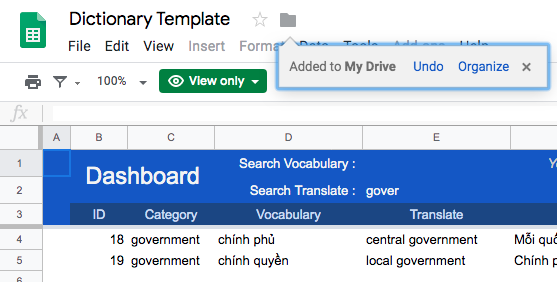 Dictionary Template
File Edit View Insert Format Data Tools Add-ons Help
Added to My Drive Undo Organize ×
100% View only
fx
A B C D E
1 Dashboard Search Vocabulary :
2 Search Translate : gover
3 ID Category Vocabulary Translate
4 18 government chính phủ central government Mỗi quố
5 19 government chính quyền local government Chính p